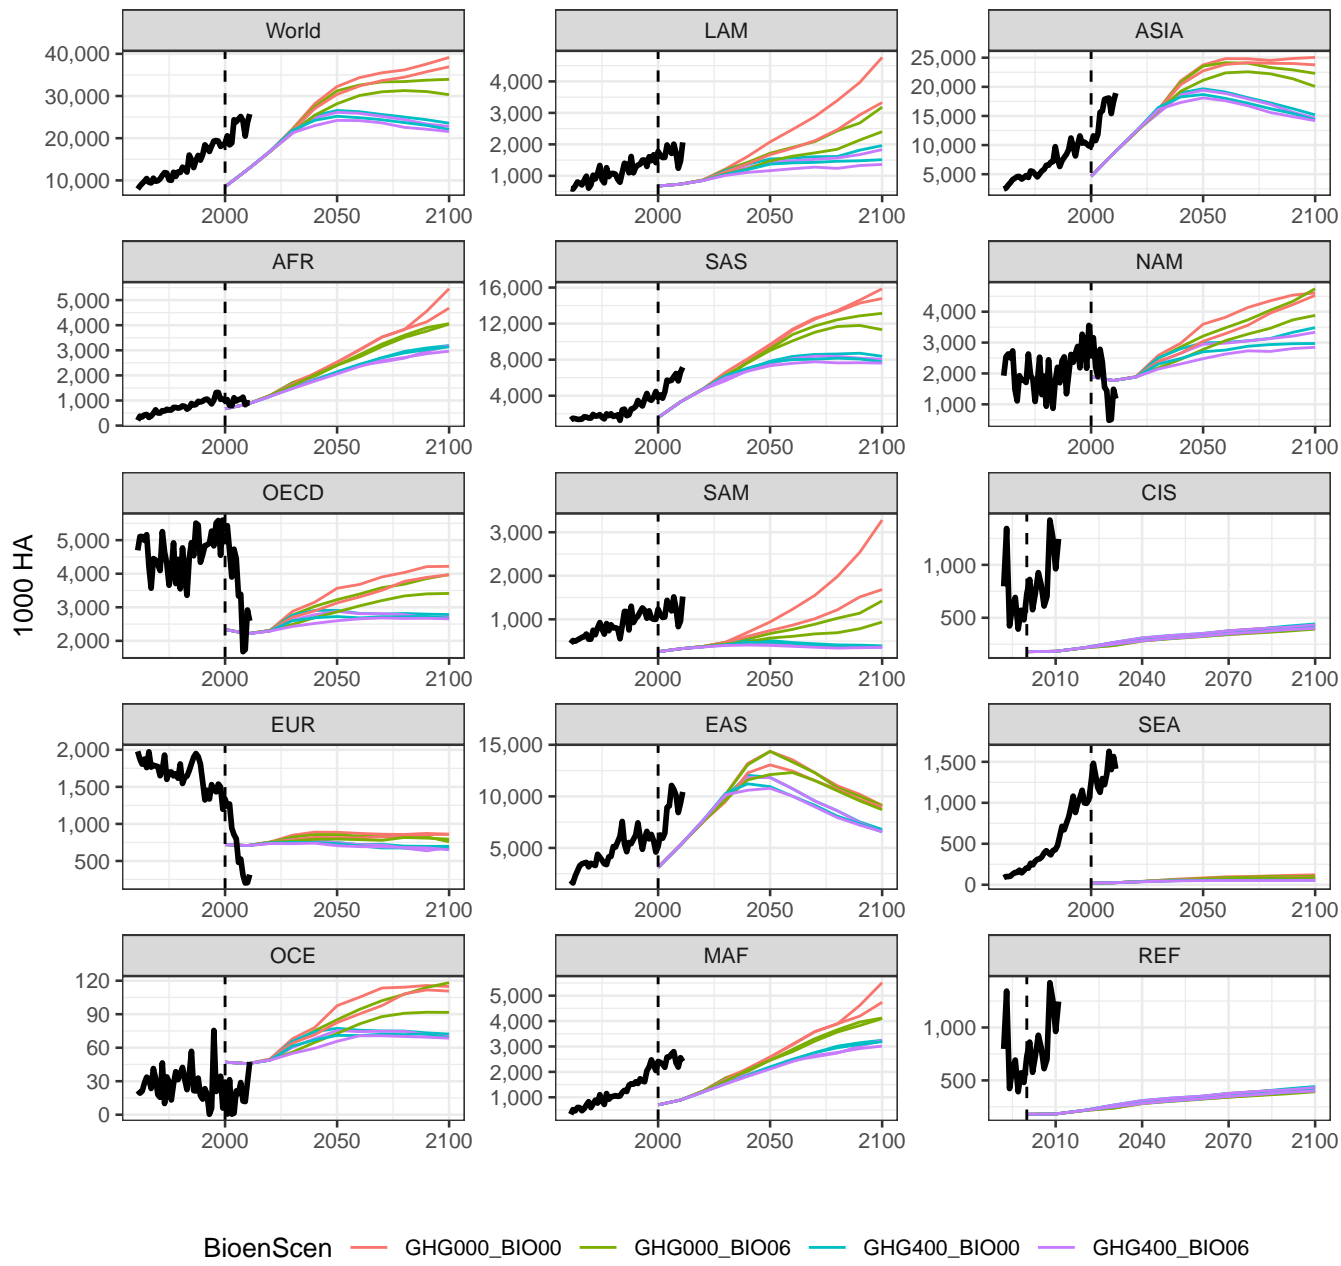 World
LAM
ASIA
40,000
30,000
20,000
10,000
4,000
3,000
2,000
1,000
25,000
20,000
15,000
10,000
5,000
2000 2050 2100
2000 2050 2100
2000 2050 2100
AFR
SAS
NAM
5,000
4,000
3,000
2,000
1,000
0
16,000
12,000
8,000
4,000
4,000
3,000
2,000
1,000
2000 2050 2100
2000 2050 2100
2000 2050 2100
1000 HA
OECD
SAM
CIS
5,000
4,000
3,000
2,000
3,000
2,000
1,000
1,000
500
2000 2050 2100
2000 2050 2100
2010 2040 2070 2100
EUR
EAS
SEA
2,000
1,500
1,000
500
15,000
10,000
5,000
1,500
1,000
500
0
2000 2050 2100
2000 2050 2100
2000 2050 2100
OCE
MAF
REF
120
90
60
30
0
5,000
4,000
3,000
2,000
1,000
1,000
500
2000 2050 2100
2000 2050 2100
2010 2040 2070 2100
BioenScen GHG000_BIO00 GHG000_BIO06 GHG400_BIO00 GHG400_BIO06